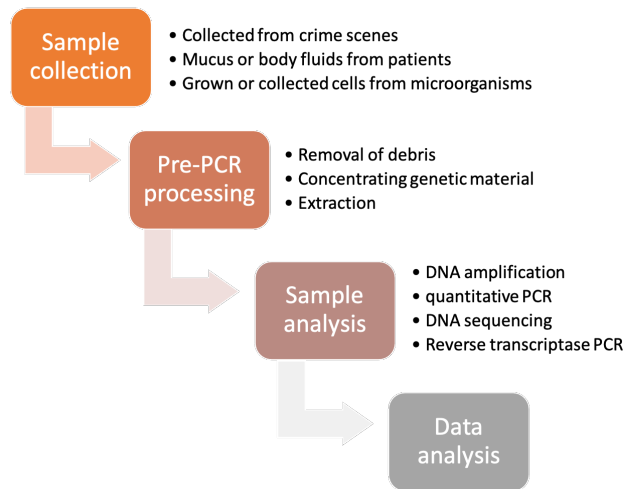 Sample
collection
• Collected from crime scenes
• Mucus or body fluids from patients
• Grown or collected cells from microorganisms
Pre-PCR
processing
• Removal of debris
• Concentrating genetic material
• Extraction
Sample
analysis
• DNA amplification
• quantitative PCR
• DNA sequencing
• Reverse transcriptase PCR
Data
analysis